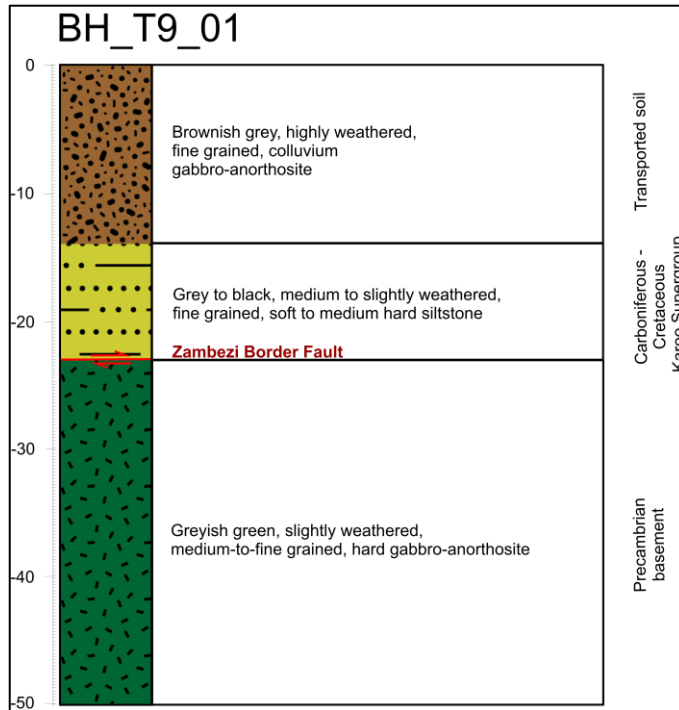 BH_T9_01
0
Brownish grey, highly weathered,
fine grained, colluvium
gabbro-anorthosite
Transported soil
-10
Grey to black, medium to slightly weathered,
fine grained, soft to medium hard siltstone
Carboniferous -
Cretaceous
Karoo Supergroup
-20
Zambezi Border Fault
-30
Greyish green, slightly weathered,
medium-to-fine grained, hard gabbro-anorthosite
Precambrian
basement
-40
-50